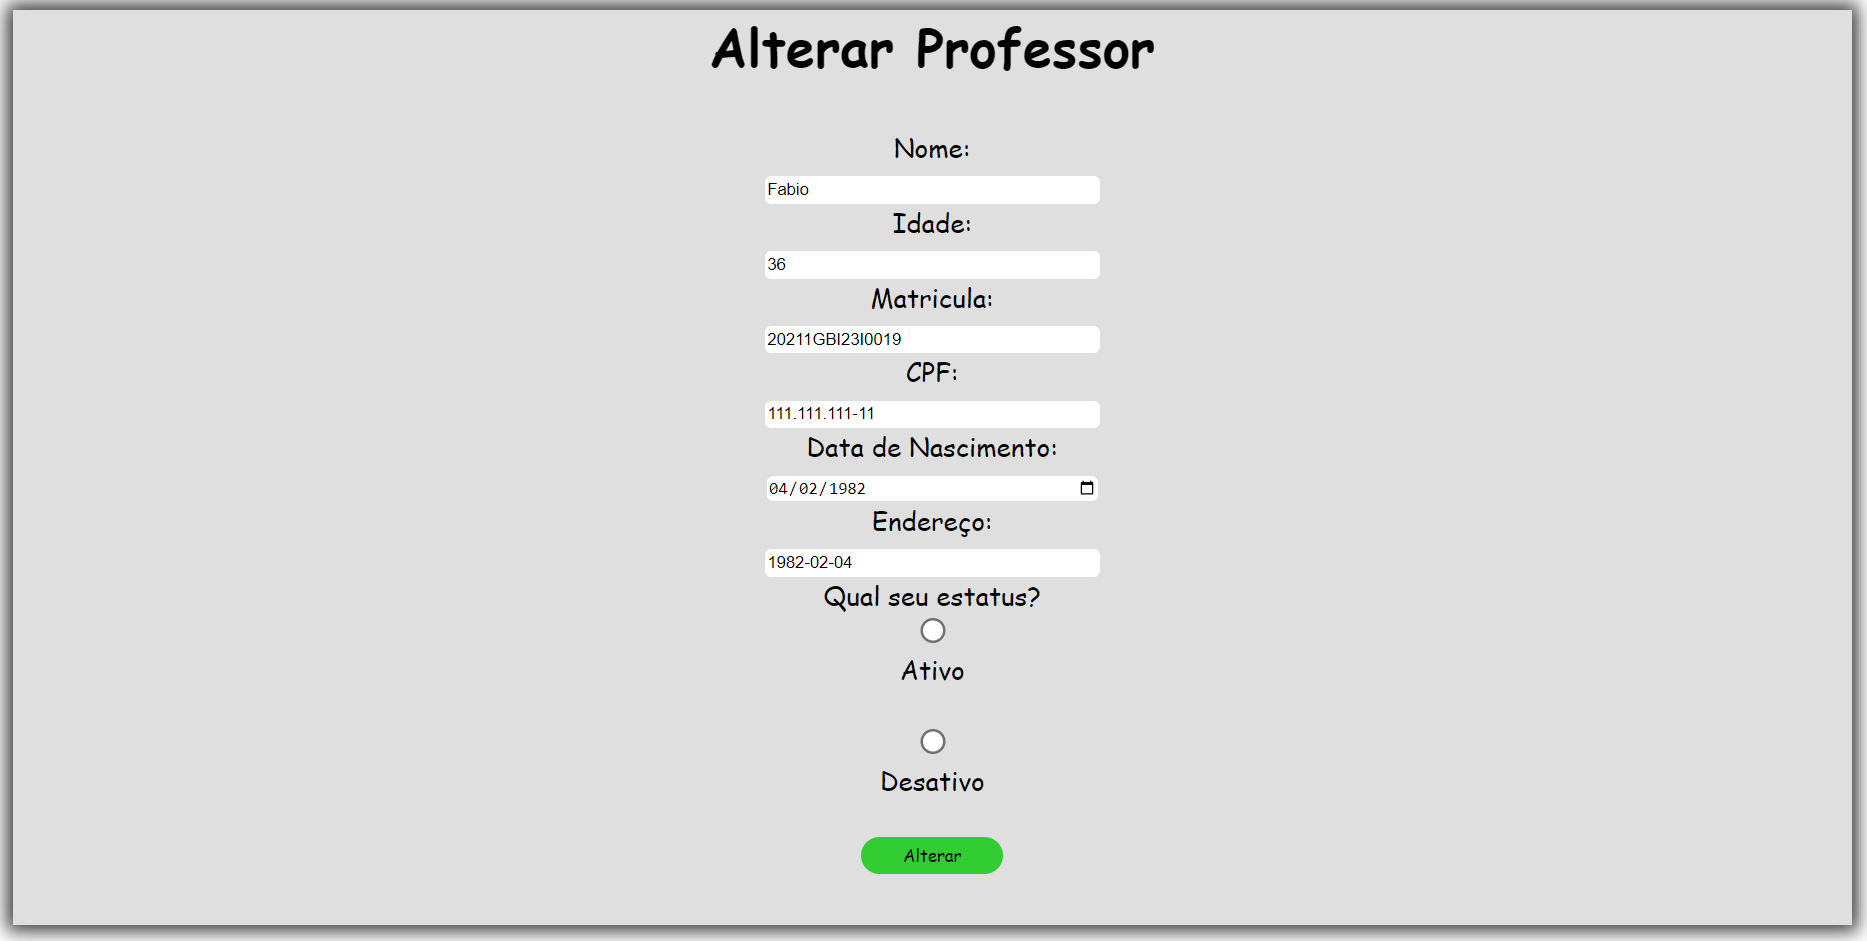 Alterar Professor
Nome:
Fabio
Idade:
36
Matricula:
20211GBI23I0019
CPF:
111.111.111-11
Data de Nascimento:
04/02/1982
Endereço:
1982-02-04
Qual seu estatus?
Ativo
Desativo
Alterar